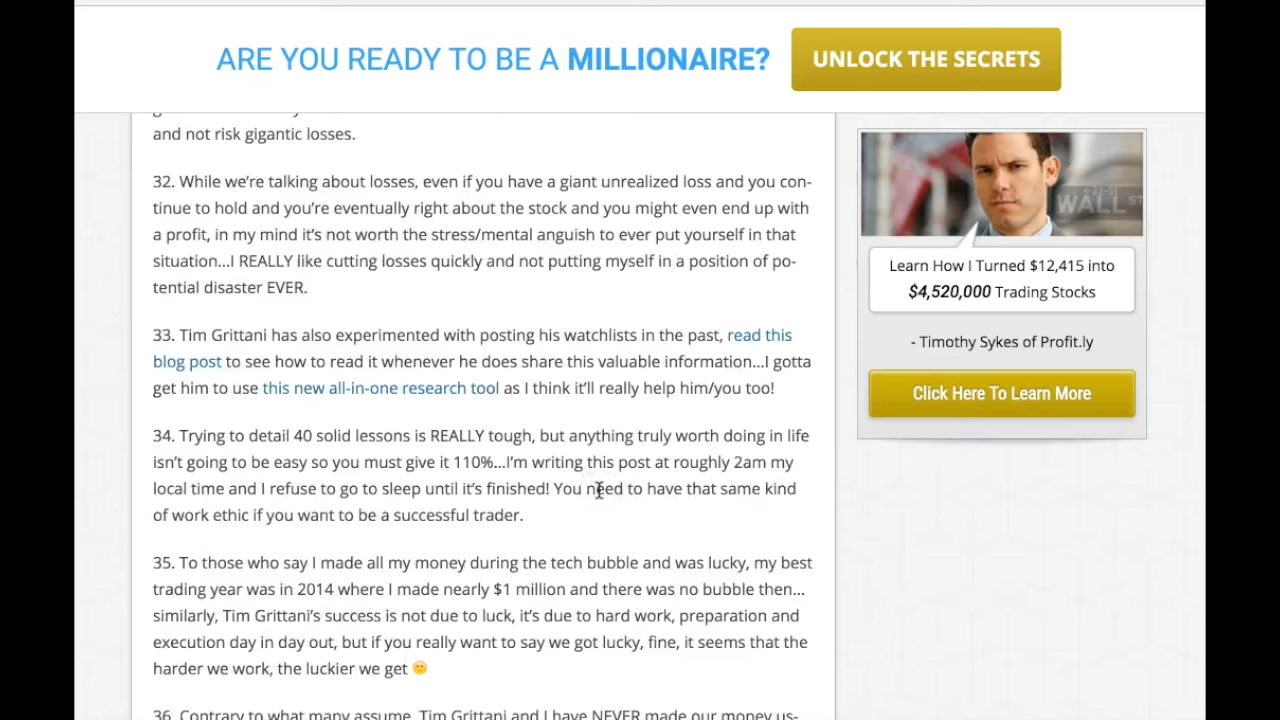 ARE YOU READY TO BE A MILLIONAIRE?
UNLOCK THE SECRETS
and not risk gigantic losses.
32. While we're talking about losses, even if you have a giant unrealized loss and you con-
tinue to hold and you're eventually right about the stock and you might even end up with
a profit, in my mind it's not worth the stress/mental anguish to ever put yourself in that
situation...I REALLY like cutting losses quickly and not putting myself in a position of po-
tential disaster EVER.
33. Tim Grittani has also experimented with posting his watchlists in the past, read this
blog post to see how to read it whenever he does share this valuable information...I gotta
get him to use this new all-in-one research tool as I think it'll really help him/you too!
34. Trying to detail 40 solid lessons is REALLY tough, but anything truly worth doing in life
isn't going to be easy so you must give it 110%...I'm writing this post at roughly 2am my
local time and I refuse to go to sleep until it's finished! You need to have that same kind
of work ethic if you want to be a successful trader.
35. To those who say I made all my money during the tech bubble and was lucky, my best
trading year was in 2014 where I made nearly $1 million and there was no bubble then...
similarly, Tim Grittani's success is not due to luck, it's due to hard work, preparation and
execution day in day out, but if you really want to say we got lucky, fine, it seems that the
harder we work, the luckier we get 🙂
36. Contrary to what many assume, Tim Grittani and I have NEVER made our money us-
WALL ST
Learn How I Turned $12,415 into
$4,520,000 Trading Stocks
- Timothy Sykes of Profit.ly
Click Here To Learn More